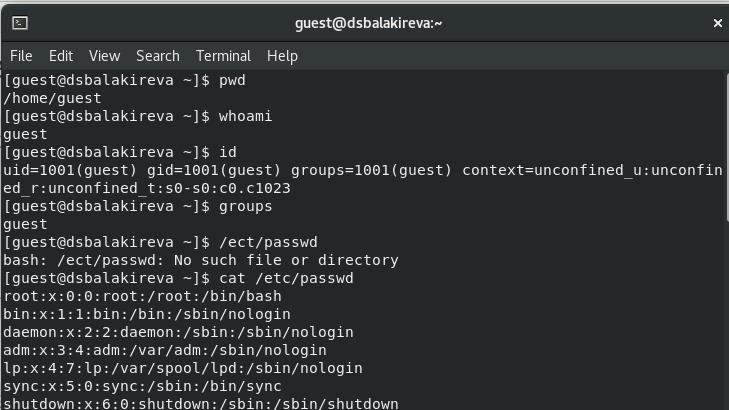 guest@dsbalakireva:~
File Edit View Search Terminal Help
[guest@dsbalakireva ~]$ pwd
/home/guest
[guest@dsbalakireva ~]$ whoami
guest
[guest@dsbalakireva ~]$ id
uid=1001(guest) gid=1001(guest) groups=1001(guest) context=unconfined_u:unconfin
ed_r:unconfined_t:s0-s0:c0.c1023
[guest@dsbalakireva ~]$ groups
guest
[guest@dsbalakireva ~]$ /ect/passwd
bash: /ect/passwd: No such file or directory
[guest@dsbalakireva ~]$ cat /etc/passwd
root:x:0:0:root:/root:/bin/bash
bin:x:1:1:bin:/bin:/sbin/nologin
daemon:x:2:2:daemon:/sbin:/sbin/nologin
adm:x:3:4:adm:/var/adm:/sbin/nologin
lp:x:4:7:lp:/var/spool/lpd:/sbin/nologin
sync:x:5:0:sync:/sbin:/bin/sync
shutdown:x:6:0:shutdown:/sbin:/sbin/shutdown